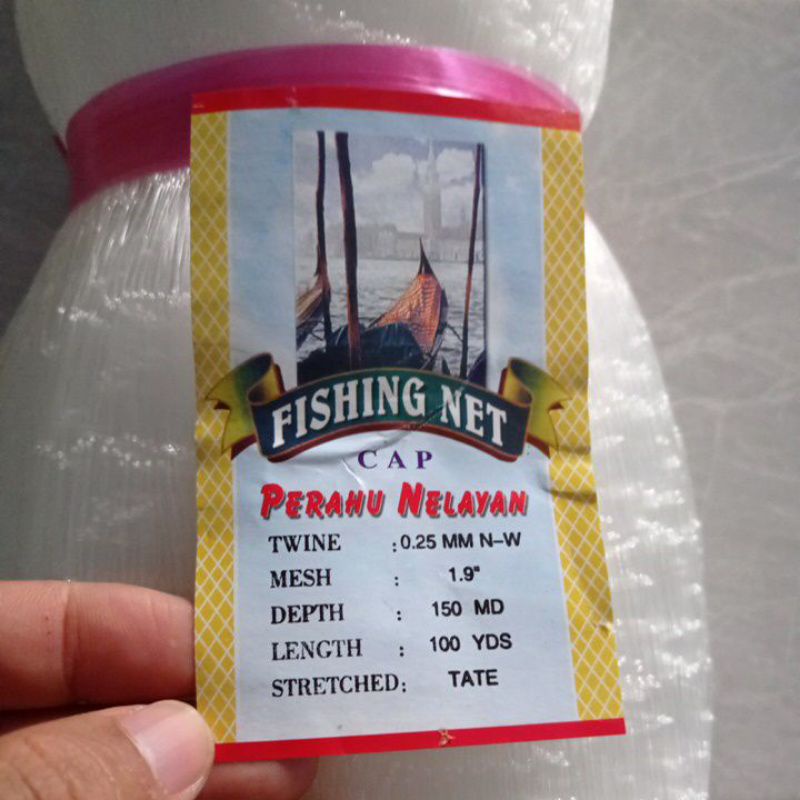 FISHING NET
CAP
PERAHU NELAYAN
TWINE : 0.25 MM N-W
MESH : 1.9"
DEPTH : 150 MD
LENGTH : 100 YDS
STRETCHED: TATE